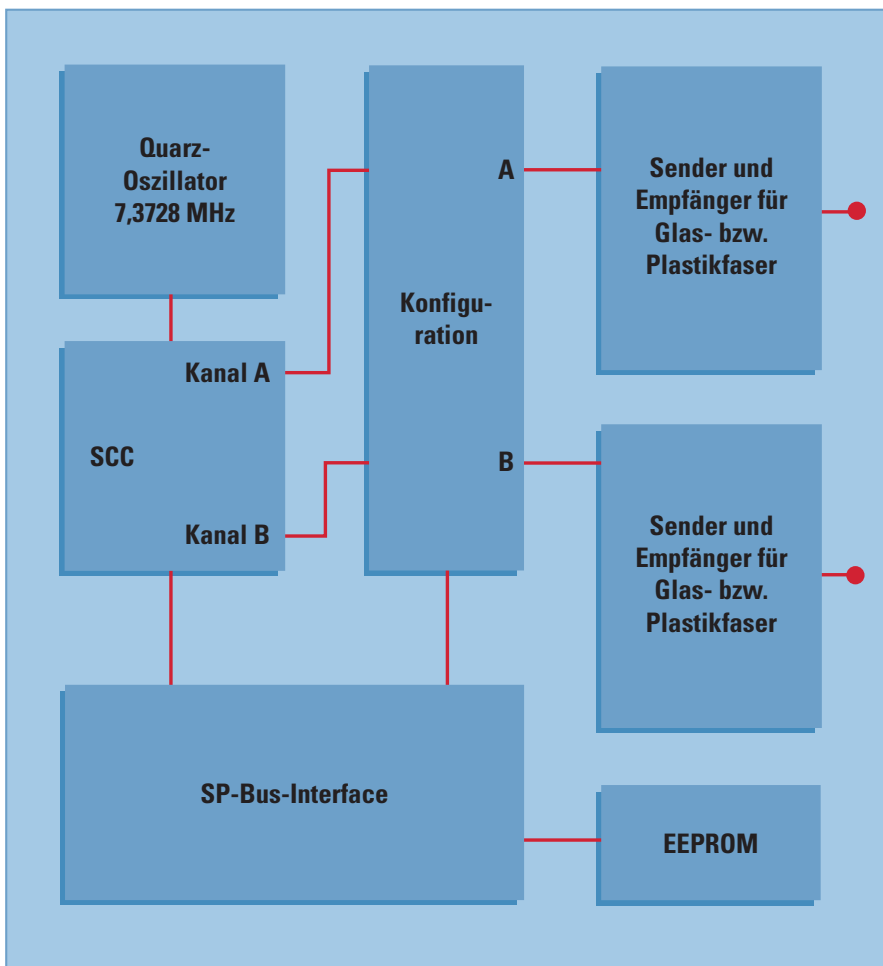 Quarz-
Oszillator
7,3728 MHz
Kanal A
SCC
Kanal B
A
Konfigu-
ration
B
Sender und
Empfänger für
Glas- bzw.
Plastikfaser
Sender und
Empfänger für
Glas- bzw.
Plastikfaser
SP-Bus-Interface
EEPROM